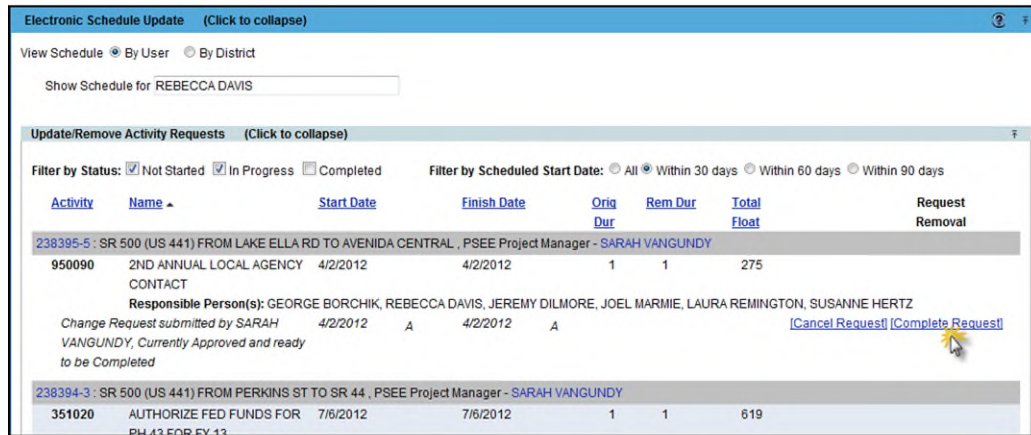 Electronic Schedule Update (Click to collapse) ?
View Schedule By User By District
Show Schedule for REBECCA DAVIS
Update/Remove Activity Requests (Click to collapse)
Filter by Status: Not Started In Progress Completed Filter by Scheduled Start Date: All Within 30 days Within 60 days Within 90 days
Activity Name Start Date Finish Date Orig Rem Dur Total Request
Dur Float Removal
238395-5 : SR 500 (US 441) FROM LAKE ELLA RD TO AVENIDA CENTRAL , PSEE Project Manager - SARAH VANGUNDY
950090 2ND ANNUAL LOCAL AGENCY 4/2/2012 4/2/2012 1 1 275
CONTACT
Responsible Person(s): GEORGE BORCHIK, REBECCA DAVIS, JEREMY DILMORE, JOEL MARMIE, LAURA REMINGTON, SUSANNE HERTZ
Change Request submitted by SARAH 4/2/2012 A 4/2/2012 A [Cancel Request] [Complete Request]
VANGUNDY, Currently Approved and ready
to be Completed
238394-3 : SR 500 (US 441) FROM PERKINS ST TO SR 44 , PSEE Project Manager - SARAH VANGUNDY
351020 AUTHORIZE FED FUNDS FOR 7/6/2012 7/6/2012 1 1 619
PH 43 FOR FY 13